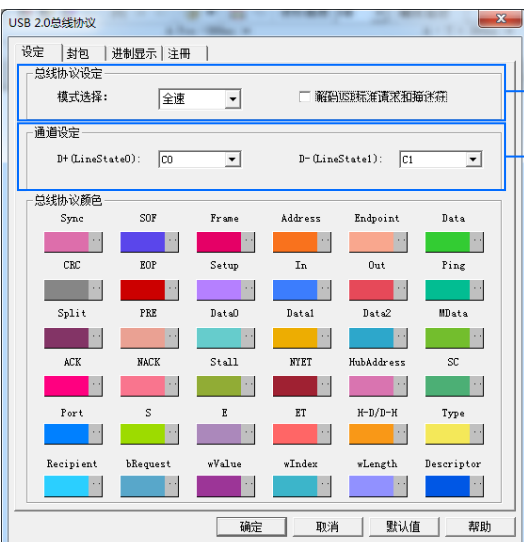 USB 2.0总线协议
设定 封包 进制显示 注册
总线协议设定
模式选择: 全速 解码USB标准请求和描述符
通道设定
D+(LineState0): C0 D-(LineState1): C1
总线协议颜色
Sync SOF Frame Address Endpoint Data
CRC EOP Setup In Out Ping
Split PRE Data0 Data1 Data2 MData
ACK NACK Stall NYET HubAddress SC
Port S E ET H-D/D-H Type
Recipient bRequest wValue wIndex wLength Descriptor
确定 取消 默认值 帮助